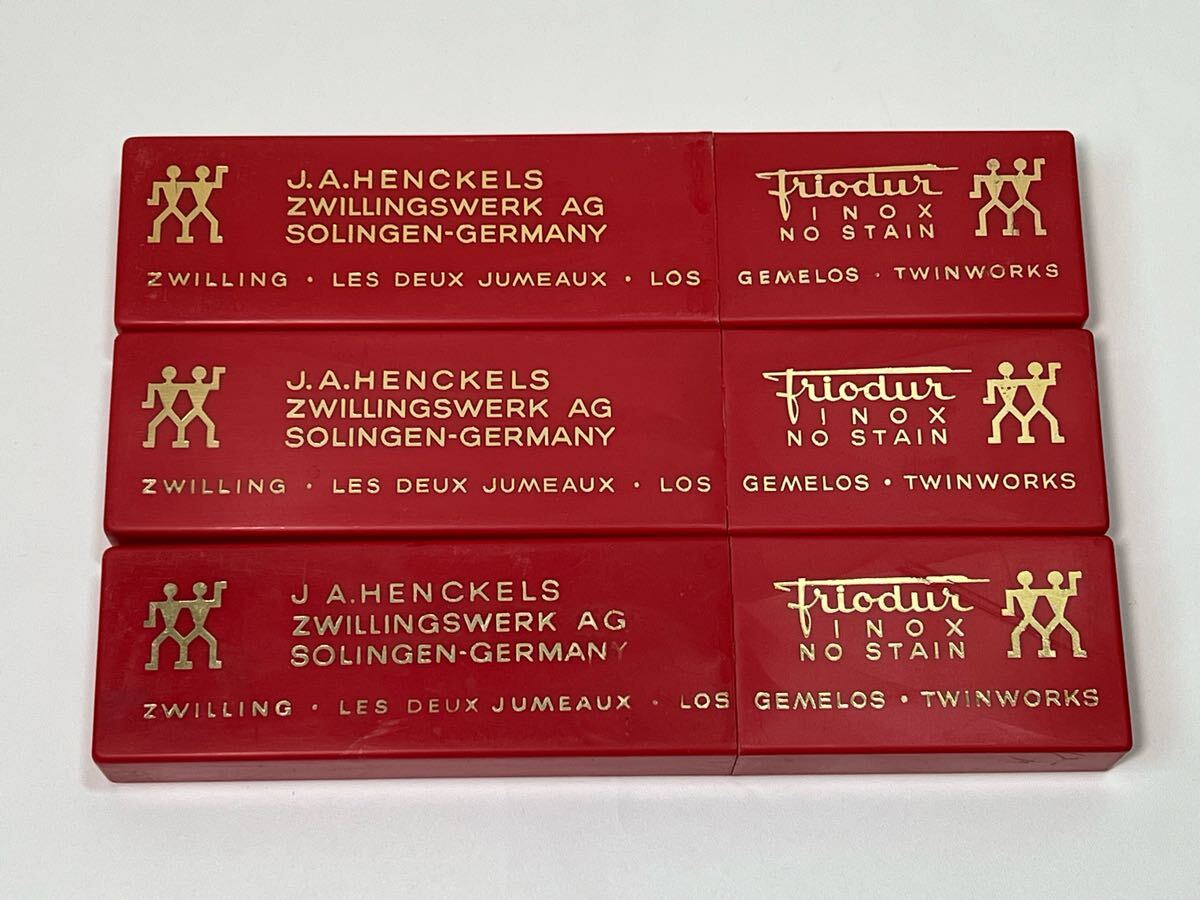 J.A.HENCKELS
ZWILLINGSWERK AG
SOLINGEN-GERMANY
friodur
INOX
NO STAIN
ZWILLING · LES DEUX JUMEAUX · LOS GEMELOS · TWINWORKS
J.A.HENCKELS
ZWILLINGSWERK AG
SOLINGEN-GERMANY
friodur
INOX
NO STAIN
ZWILLING · LES DEUX JUMEAUX · LOS GEMELOS · TWINWORKS
J A.HENCKELS
ZWILLINGSWERK AG
SOLINGEN-GERMANY
friodur
INOX
NO STAIN
ZWILLING · LES DEUX JUMEAUX · LOS GEMELOS · TWINWORKS